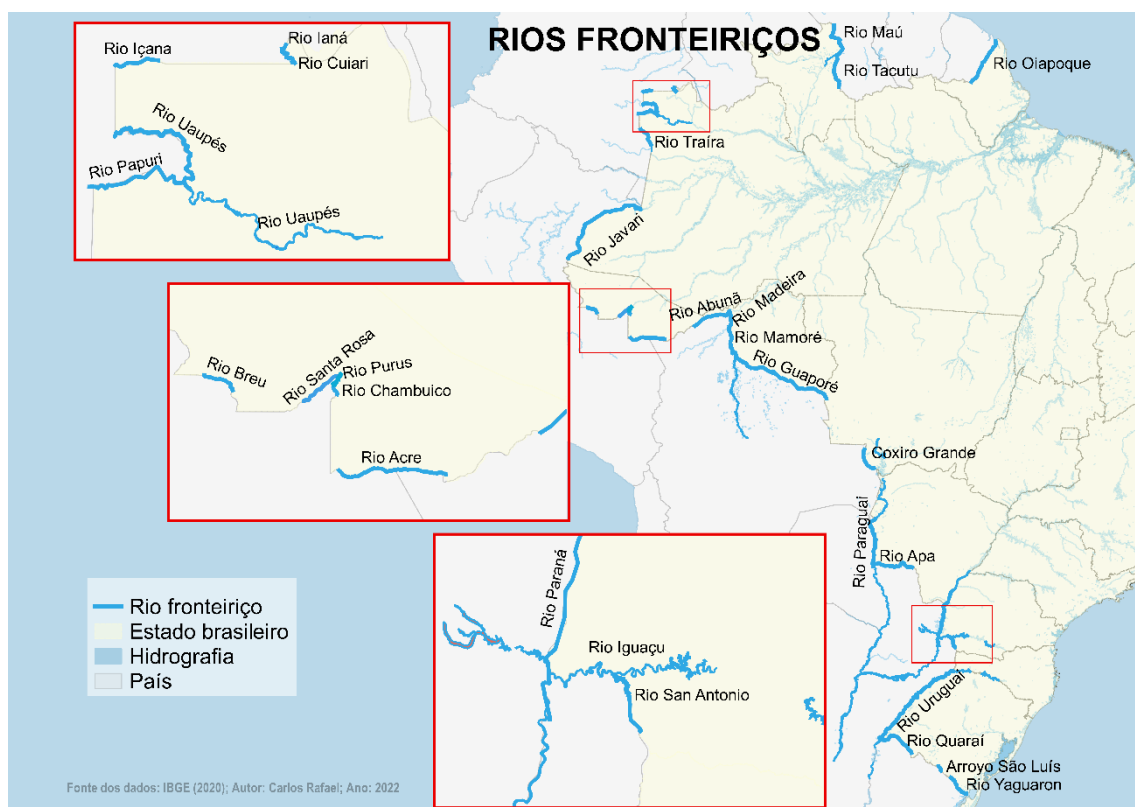 RIOS FRONTEIRIÇOS
Rio Içana
Rio Ianá
Rio Cuiari
Rio Uaupés
Rio Papuri
Rio Uaupés
Rio Maú
Rio Tacutu
Rio Oiapoque
Rio Traíra
Rio Javari
Rio Abunã
Rio Madeira
Rio Mamoré
Rio Guaporé
Rio Breu
Rio Santa Rosa
Rio Purus
Rio Chambuico
Rio Acre
Coxiro Grande
Rio Paraguaí
Rio Apa
Rio Paraná
Rio Iguaçu
Rio San Antonio
Rio Uruguaí
Rio Quaraí
Arroyo São Luís
Rio Yaguaron
Rio fronteiriço
Estado brasileiro
Hidrografia
País
Fonte dos dados: IBGE (2020); Autor: Carlos Rafael; Ano: 2022